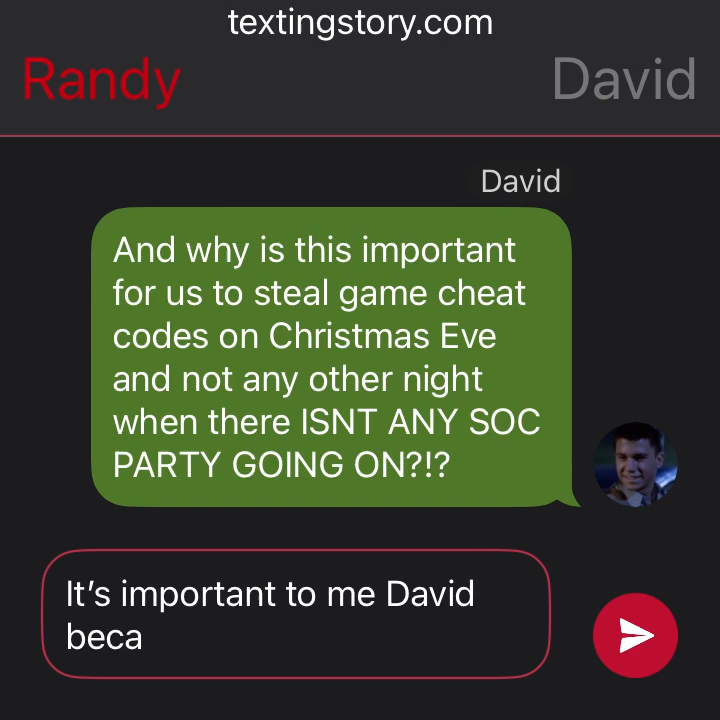 textingstory.com
Randy
David
David
And why is this important
for us to steal game cheat
codes on Christmas Eve
and not any other night
when there ISNT ANY SOC
PARTY GOING ON?!?
It’s important to me David
beca